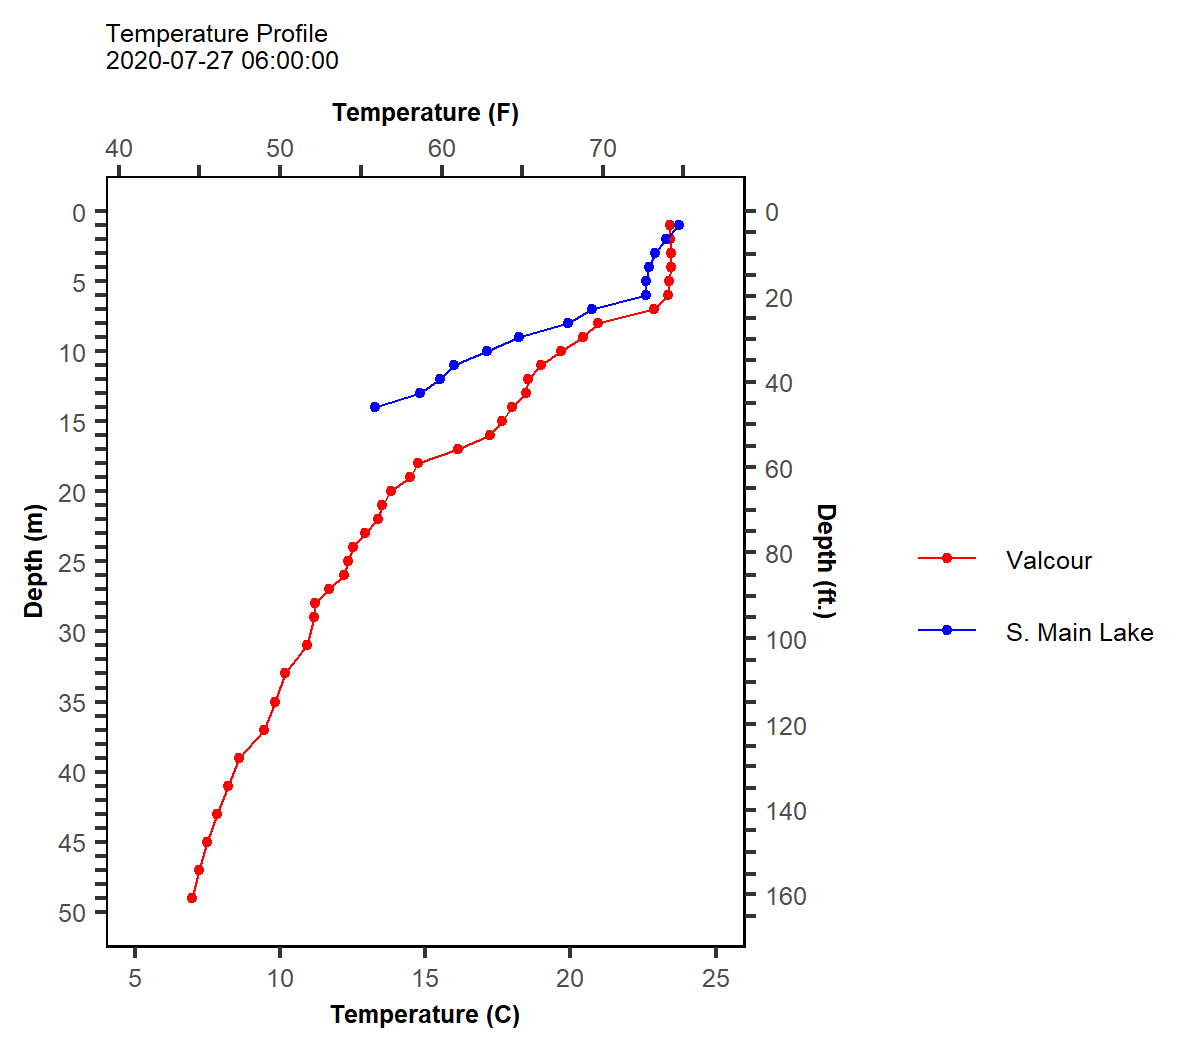 Temperature Profile
2020-07-27 06:00:00
Temperature (F)
40 50 60 70
0
5
10
15
20
25
30
35
40
45
50
Depth (m)
0
20
40
60
80
100
120
140
160
Depth (ft.)
Valcour
S. Main Lake
5 10 15 20 25
Temperature (C)